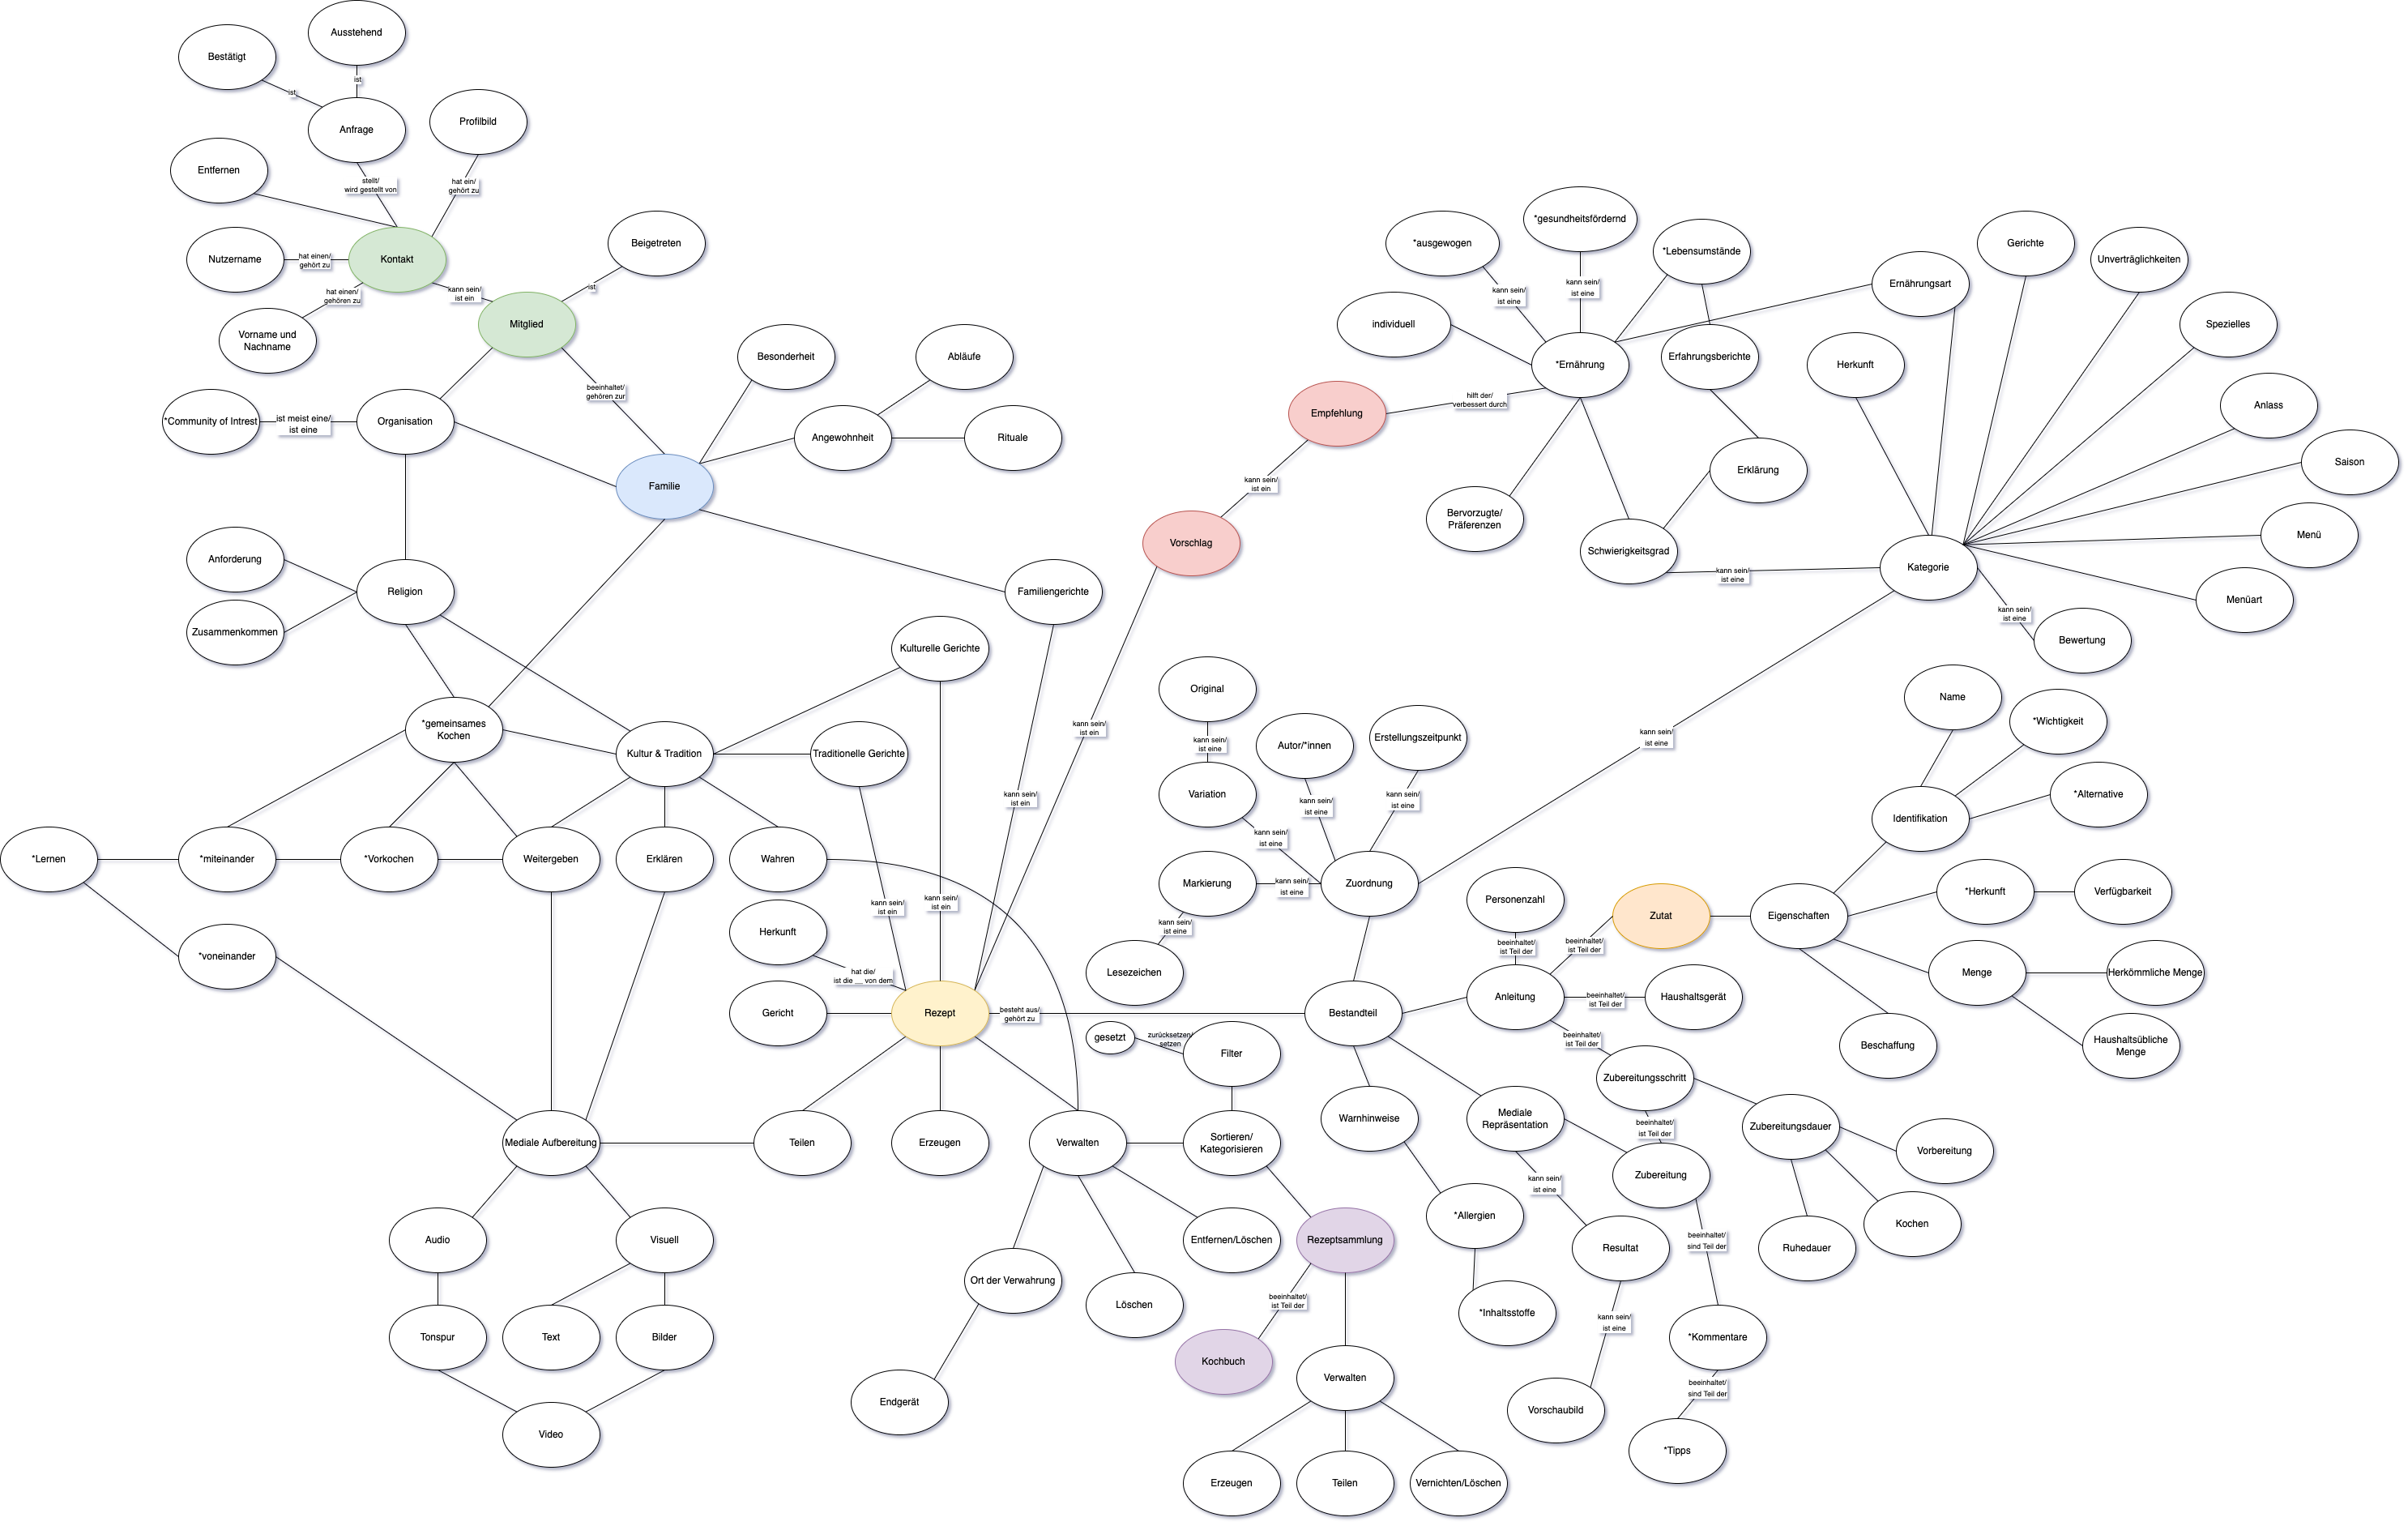 Ausstehend
Bestätigt
ist
ist
Anfrage
Profilbild
Entfernen
stellt/
wird gestellt von
hat ein/
gehört zu
Nutzername
hat einen/
gehört zu
Kontakt
Beigetreten
hat einen/
gehören zu
kann sein/
ist ein
ist
Vorname und
Nachname
Mitglied
Besonderheit
Abläufe
beeinhaltet/
gehören zur
*Community of Intrest
ist meist eine/
ist eine
Organisation
Angewohnheit
Rituale
Familie
Anforderung
Religion
Zusammenkommen
Familiengerichte
Kulturelle Gerichte
*gemeinsames
Kochen
Kultur & Tradition
Traditionelle Gerichte
*Lernen
*miteinander
*Vorkochen
Weitergeben
Erklären
Wahren
*voneinander
kann sein/
ist ein
kann sein/
ist ein
kann sein/
ist ein
kann sein/
ist ein
Herkunft
hat die/
ist die __ von dem
Gericht
Rezept
besteht aus/
gehört zu
Mediale Aufbereitung
Teilen
Erzeugen
Verwalten
Audio
Visuell
Tonspur
Text
Bilder
Video
*gesundheitsfördernd
*ausgewogen
*Lebensumstände
kann sein/
ist eine
kann sein/
ist eine
individuell
*Ernährung
Erfahrungsberichte
Ernährungsart
Gerichte
Unverträglichkeiten
Spezielles
Herkunft
Anlass
Saison
Menü
Menüart
Kategorie
kann sein/
ist eine
Bewertung
Empfehlung
hilft der/
verbessert durch
kann sein/
ist ein
Vorschlag
Bervorzugte/
Präferenzen
Erklärung
Schwierigkeitsgrad
kann sein/
ist eine
kann sein/
ist eine
Original
kann sein/
ist eine
Autor/*innen
Erstellungszeitpunkt
Variation
kann sein/
ist eine
kann sein/
ist eine
kann sein/
ist eine
Markierung
kann sein/
ist eine
Zuordnung
kann sein/
ist eine
Lesezeichen
Name
*Wichtigkeit
Identifikation
*Alternative
Personenzahl
Zutat
Eigenschaften
*Herkunft
Verfügbarkeit
beeinhaltet/
ist Teil der
beeinhaltet/
ist Teil der
Menge
Herkömmliche Menge
Anleitung
beeinhaltet/
ist Teil der
Haushaltsgerät
Bestandteil
Beschaffung
Haushaltsübliche
Menge
gesetzt
zurücksetzen/
setzen
Filter
beeinhaltet/
ist Teil der
Zubereitungsschritt
Warnhinweise
Mediale
Repräsentation
beeinhaltet/
ist Teil der
Zubereitungsdauer
Vorbereitung
Sortieren/
Kategorisieren
Zubereitung
kann sein/
ist eine
*Allergien
Kochen
Ruhedauer
Entfernen/Löschen
Rezeptsammlung
Resultat
beeinhaltet/
sind Teil der
Ort der Verwahrung
Löschen
beeinhaltet/
ist Teil der
*Inhaltsstoffe
kann sein/
ist eine
*Kommentare
Kochbuch
Verwalten
beeinhaltet/
sind Teil der
Endgerät
Vorschaubild
*Tipps
Erzeugen
Teilen
Vernichten/Löschen